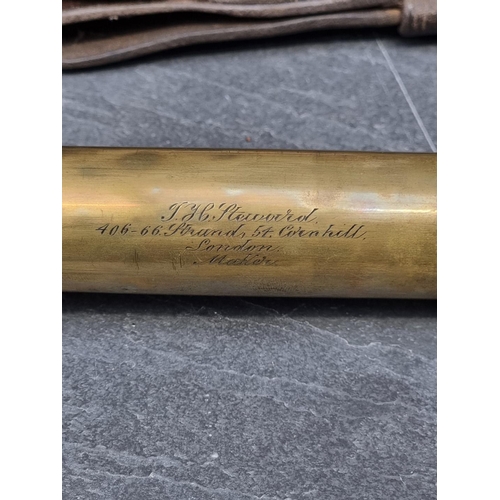 J.H. Steward.
406-66 Strand, 54, Cornhill
London.
Maker.